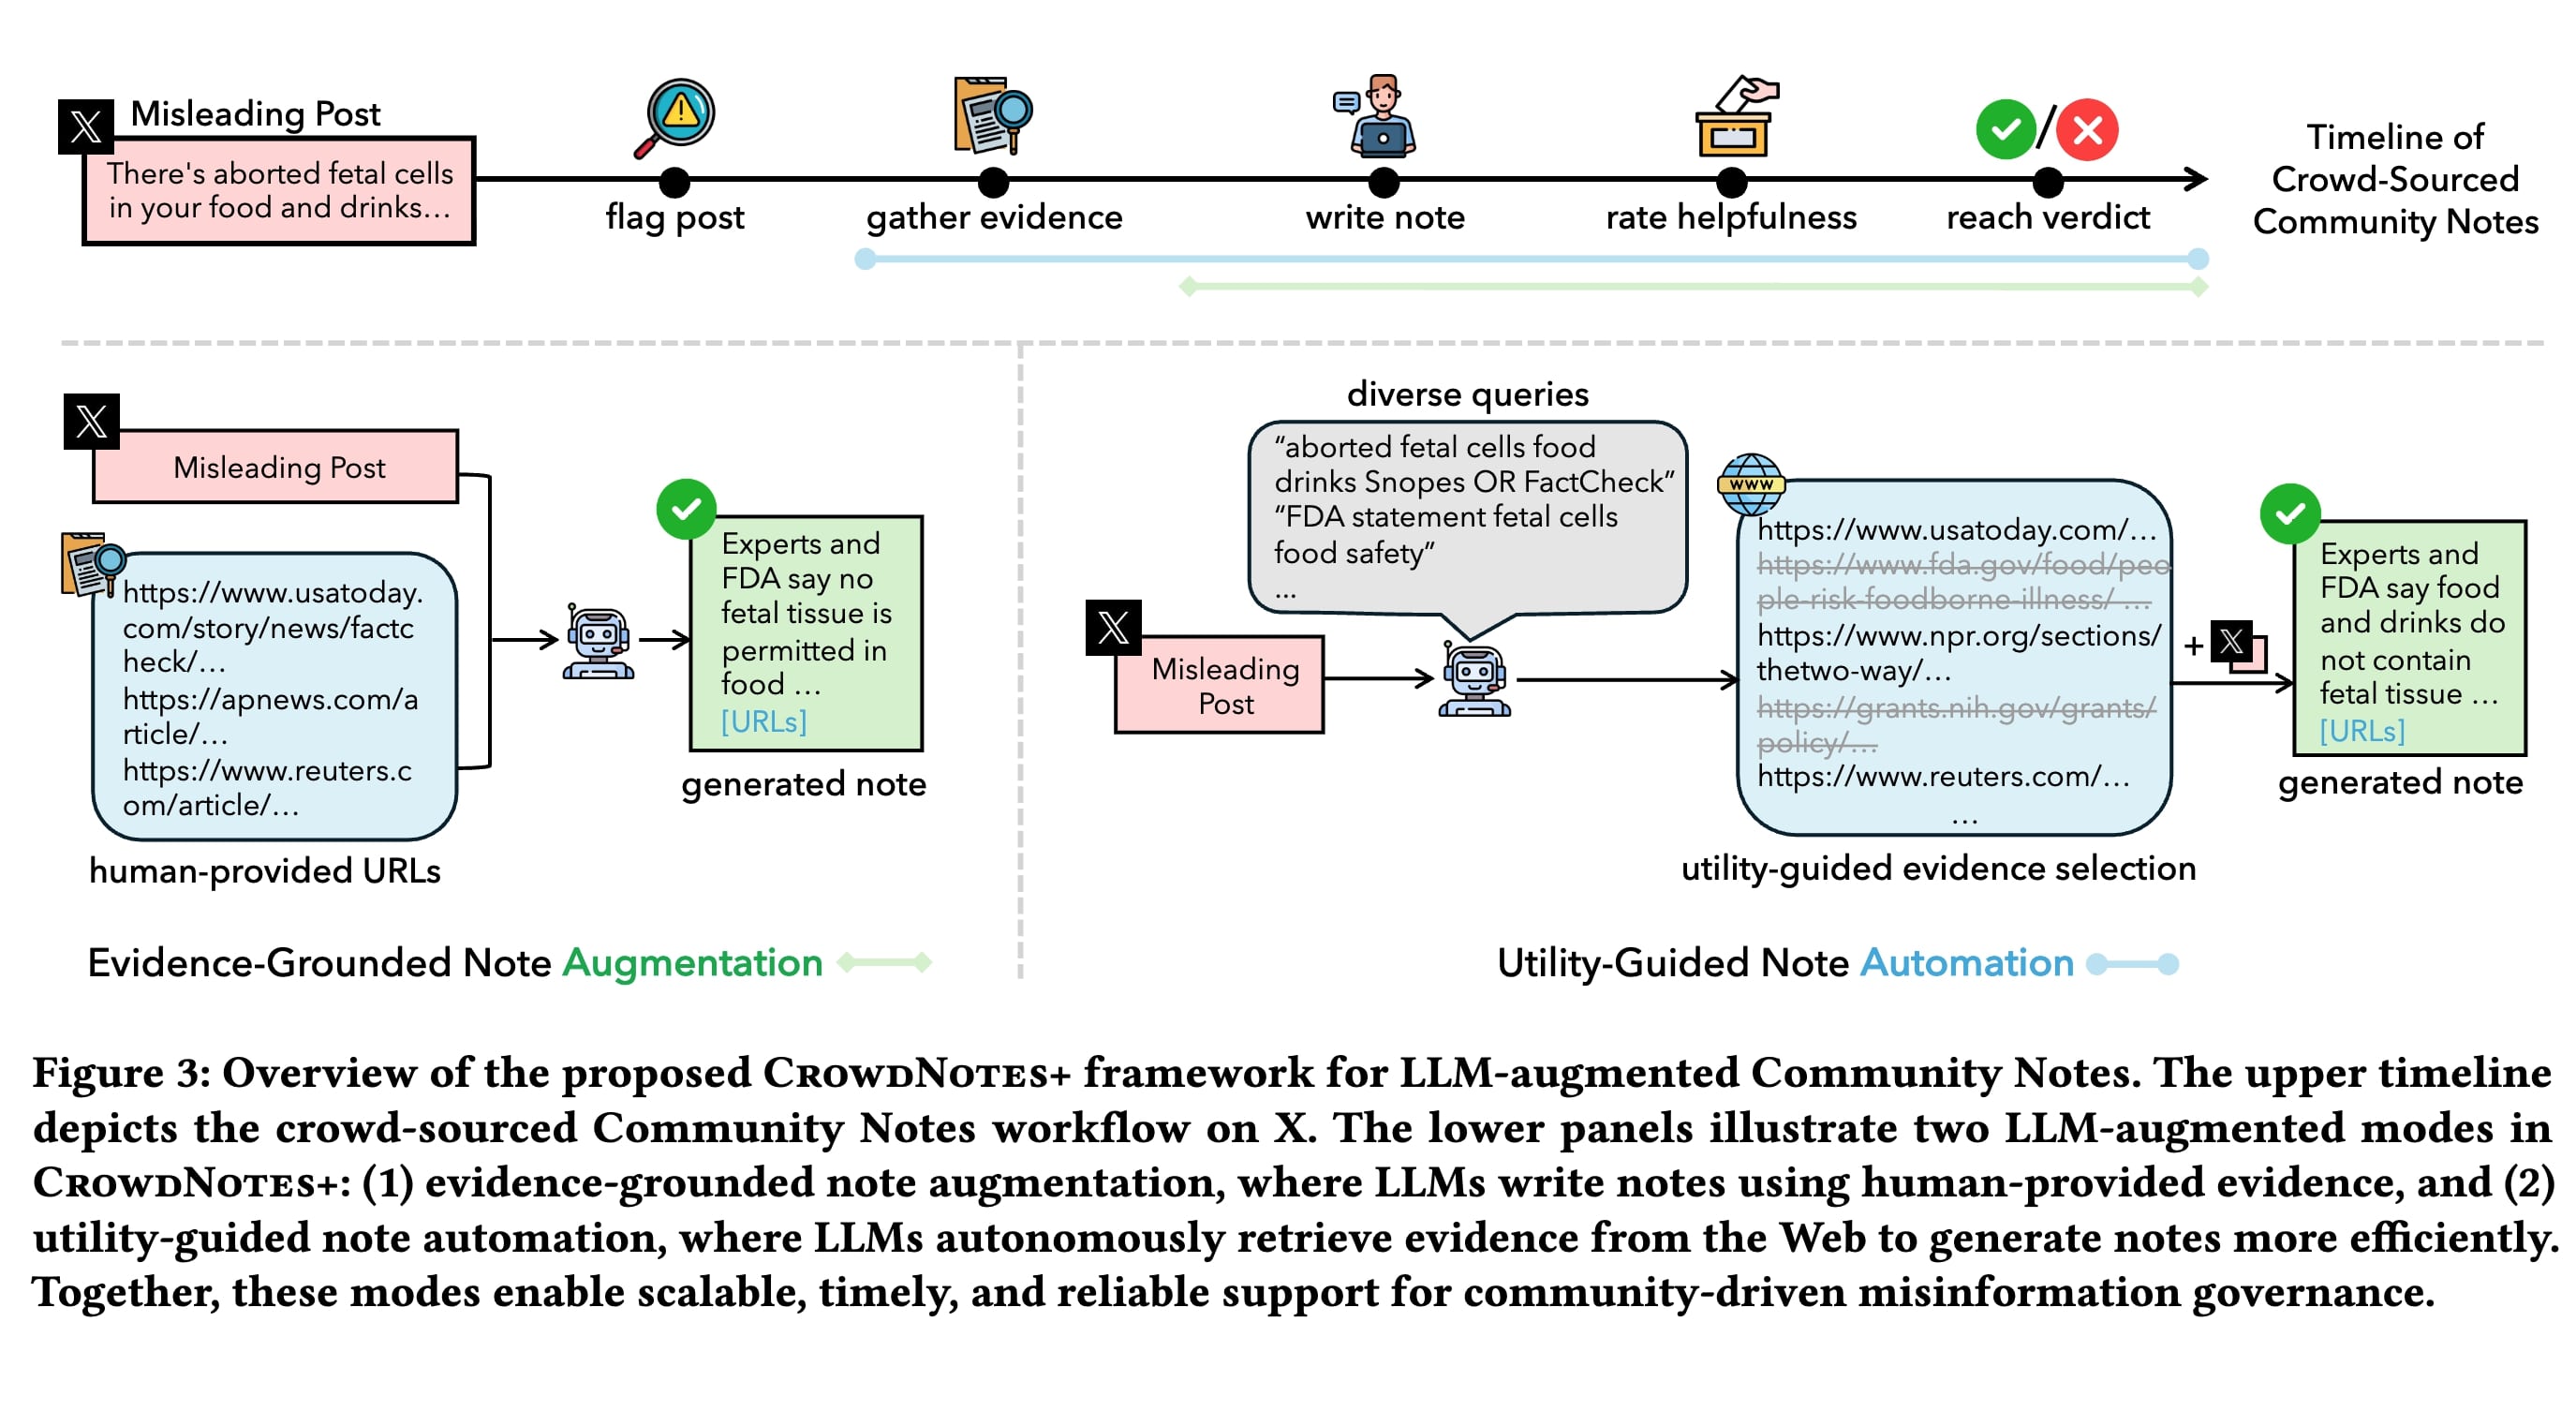 Misleading Post
There's aborted fetal cells
in your food and drinks...
flag post
gather evidence
write note
rate helpfulness
reach verdict
Timeline of
Crowd-Sourced
Community Notes
Misleading Post
https://www.usatoday.
com/story/news/factc
heck/...
https://apnews.com/a
rticle/...
https://www.reuters.c
om/article/...
human-provided URLs
Experts and
FDA say no
fetal tissue is
permitted in
food ...
[URLs]
generated note
Evidence-Grounded Note Augmentation
diverse queries
“aborted fetal cells food
drinks Snopes OR FactCheck”
“FDA statement fetal cells
food safety”
...
Misleading
Post
WWW
https://www.usatoday.com/...
https://www.fda.gov/food/peo
ple-risk-foodborne-illness/ ...
https://www.npr.org/sections/
thetwo-way/...
https://grants.nih.gov/grants/
policy/...
https://www.reuters.com/...
...
utility-guided evidence selection
+
Experts and
FDA say food
and drinks do
not contain
fetal tissue ...
[URLs]
generated note
Utility-Guided Note Automation
Figure 3: Overview of the proposed CrowdNotes+ framework for LLM-augmented Community Notes. The upper timeline
depicts the crowd-sourced Community Notes workflow on X. The lower panels illustrate two LLM-augmented modes in
CrowdNotes+: (1) evidence-grounded note augmentation, where LLMs write notes using human-provided evidence, and (2)
utility-guided note automation, where LLMs autonomously retrieve evidence from the Web to generate notes more efficiently.
Together, these modes enable scalable, timely, and reliable support for community-driven misinformation governance.